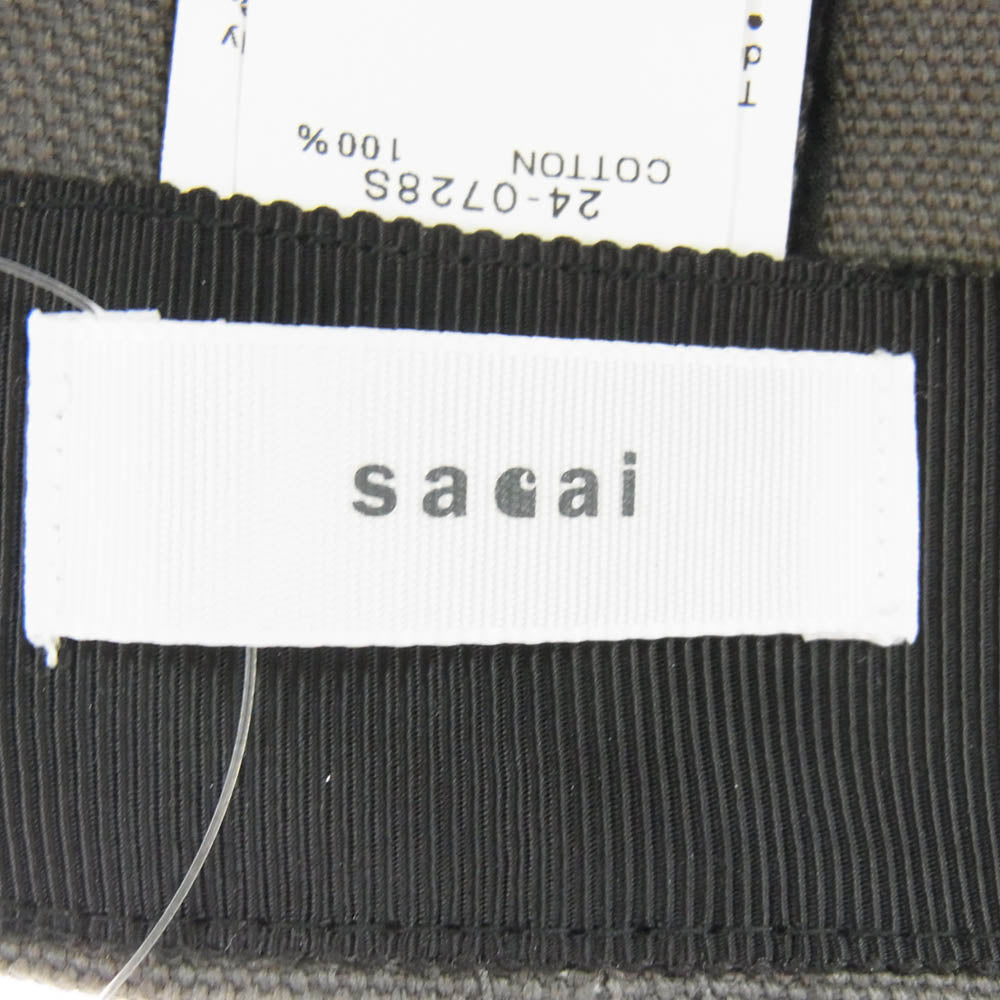 24-0728S
COTTON 100%
sacai